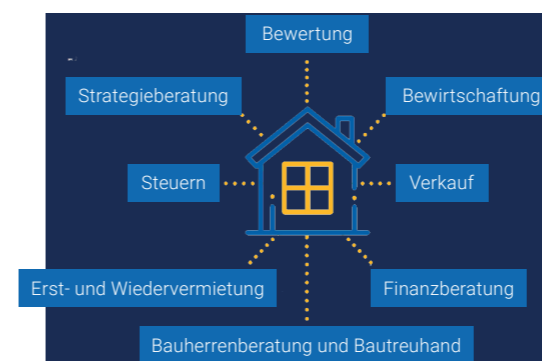 Bewertung
Strategieberatung
Bewirtschaftung
Steuern
Verkauf
Erst- und Wiedervermietung
Finanzberatung
Bauherrenberatung und Bautreuhand